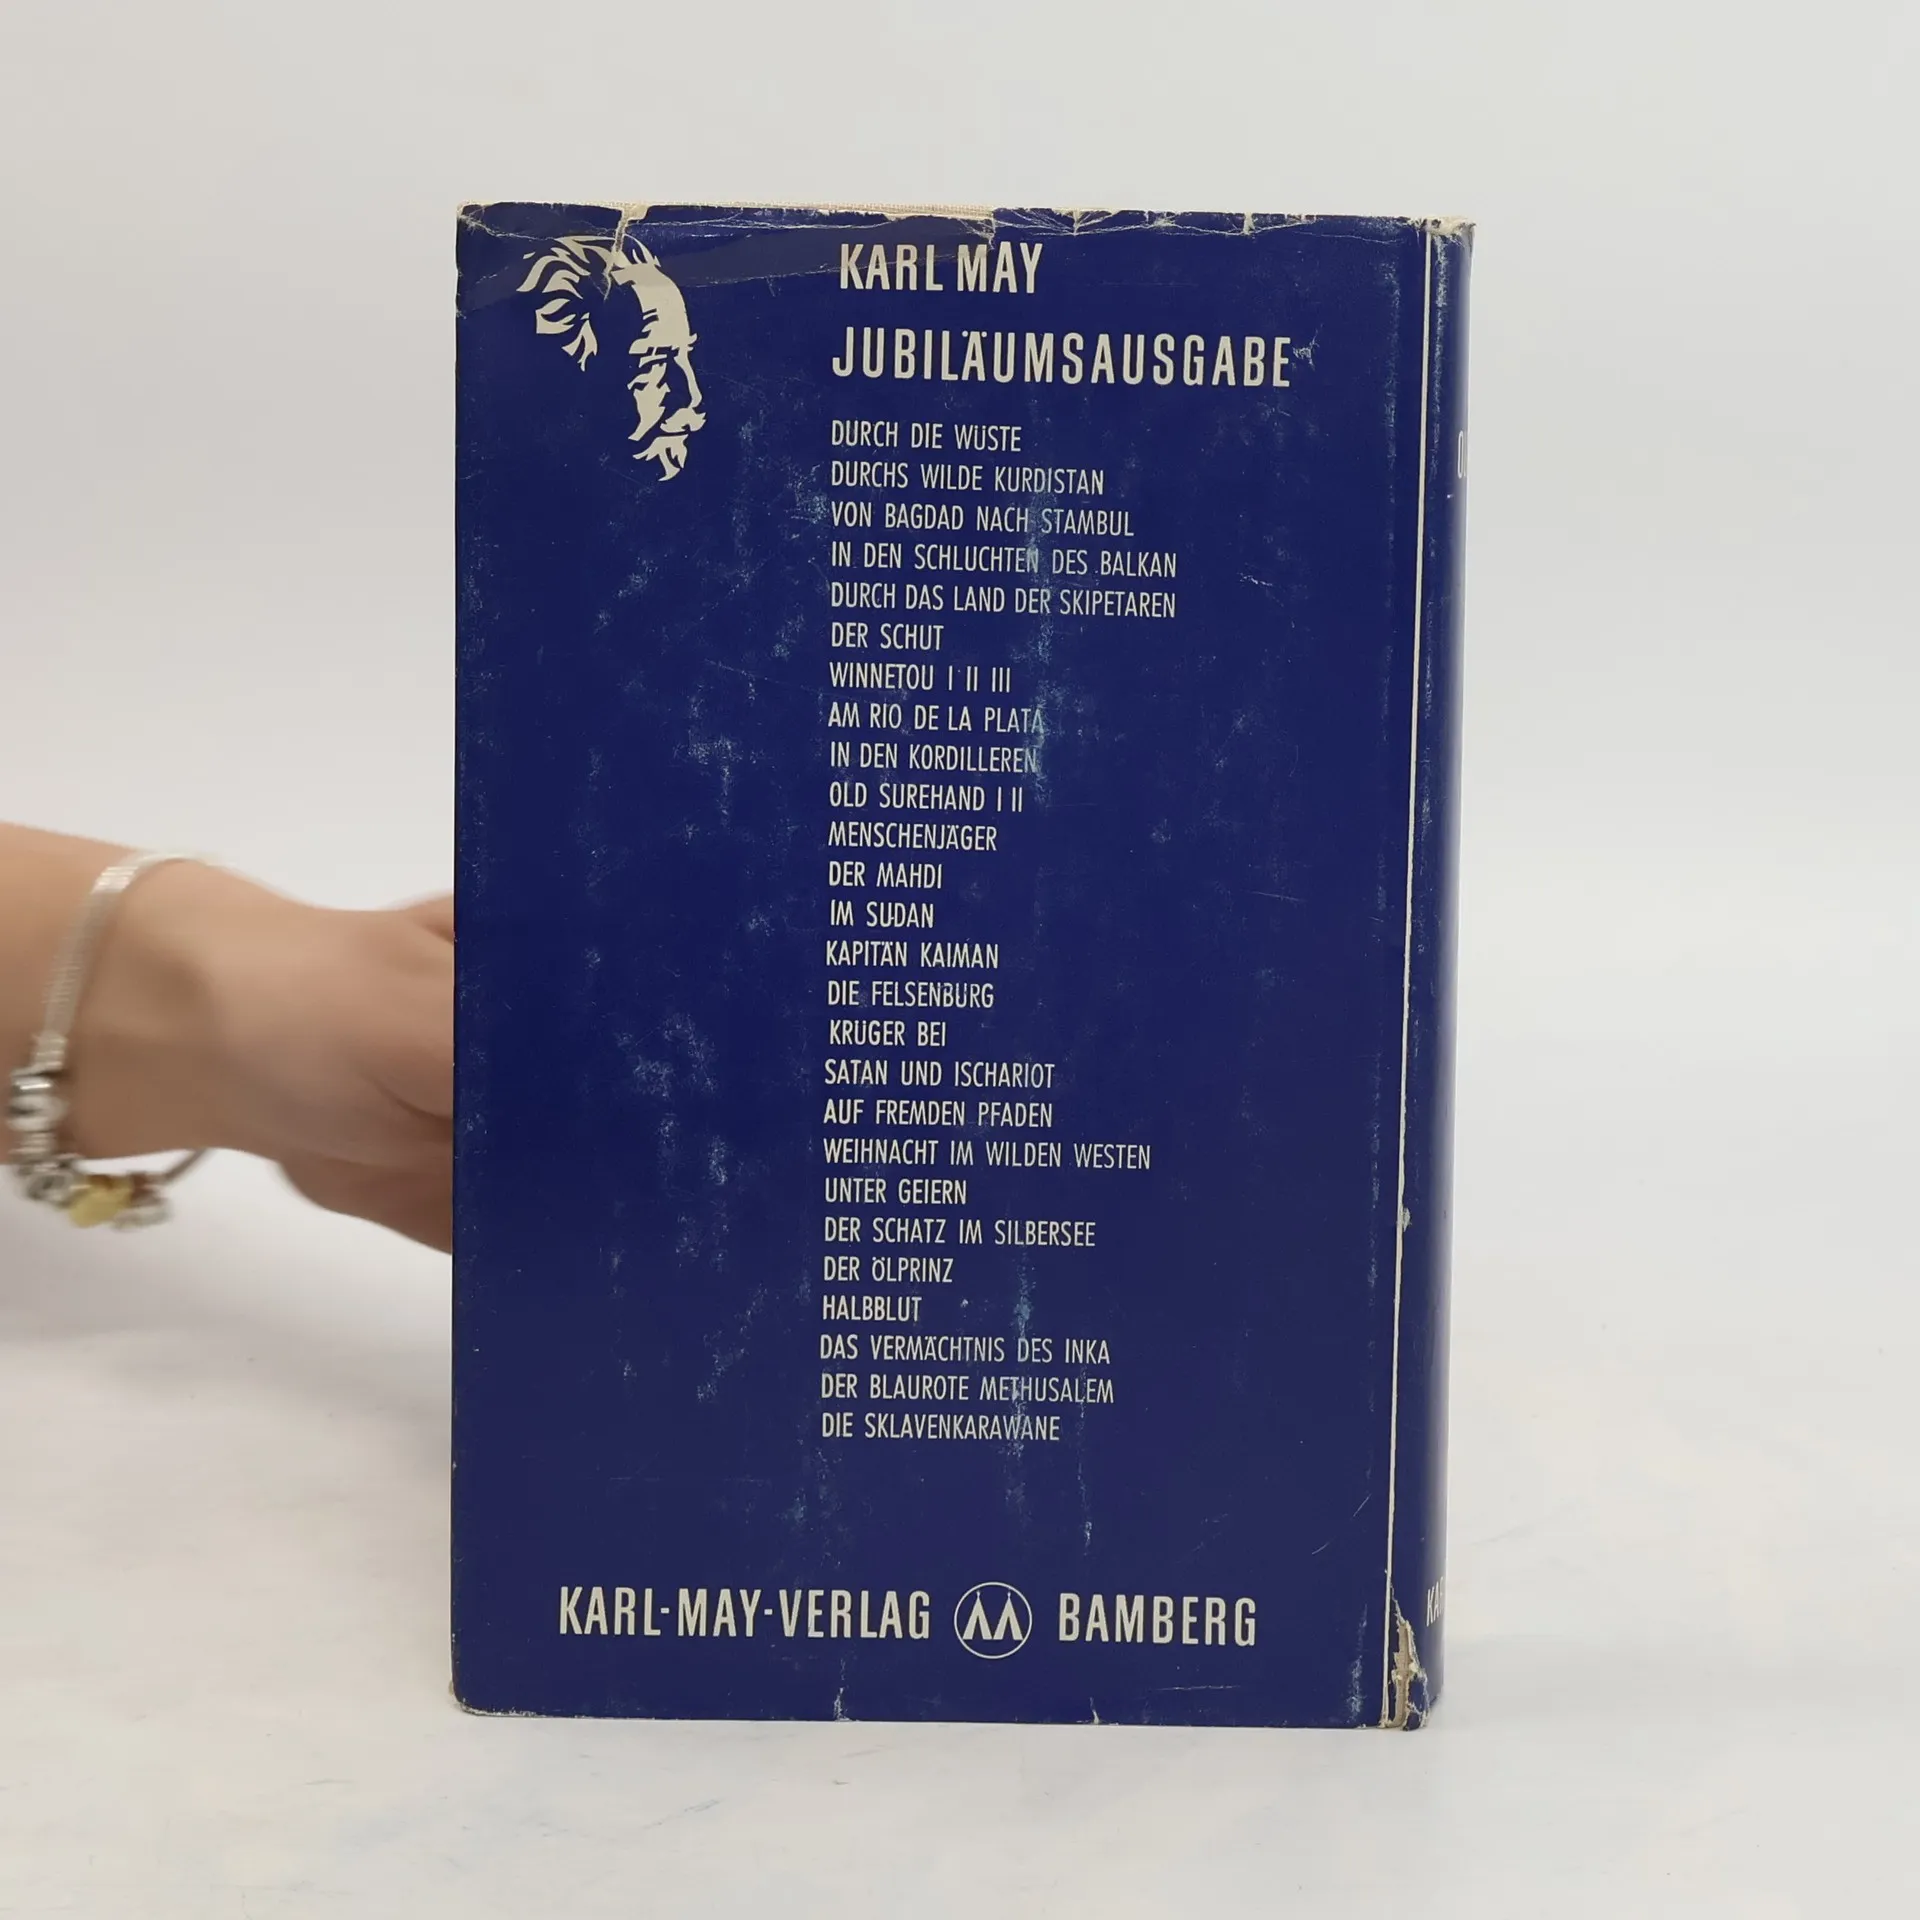 KARL MAY
JUBILÄUMSAUSGABE
DURCH DIE WÜSTE
DURCHS WILDE KURDISTAN
VON BAGDAD NACH STAMBUL
IN DEN SCHLUCHTEN DES BALKAN
DURCH DAS LAND DER SKIPETAREN
DER SCHUT
WINNETOU I II III
AM RIO DE LA PLATA
IN DEN KORDILLEREN
OLD SUREHAND I II
MENSCHENJÄGER
DER MAHDI
IM SUDAN
KAPITÄN KAIMAN
DIE FELSENBURG
KRÜGER BEI
SATAN UND ISCHARIOT
AUF FREMDEN PFADEN
WEIHNACHT IM WILDEN WESTEN
UNTER GEIERN
DER SCHATZ IM SILBERSEE
DER ÖLPRINZ
HALBBLUT
DAS VERMÄCHTNIS DES INKA
DER BLAUROTE METHUSALEM
DIE SKLAVENKARAWANE
KARL-MAY-VERLAG BAMBERG